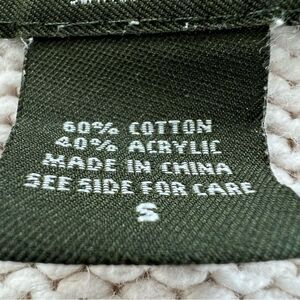 60% COTTON
40% ACRYLIC
MADE IN CHINA
SEE SIDE FOR CARE
S